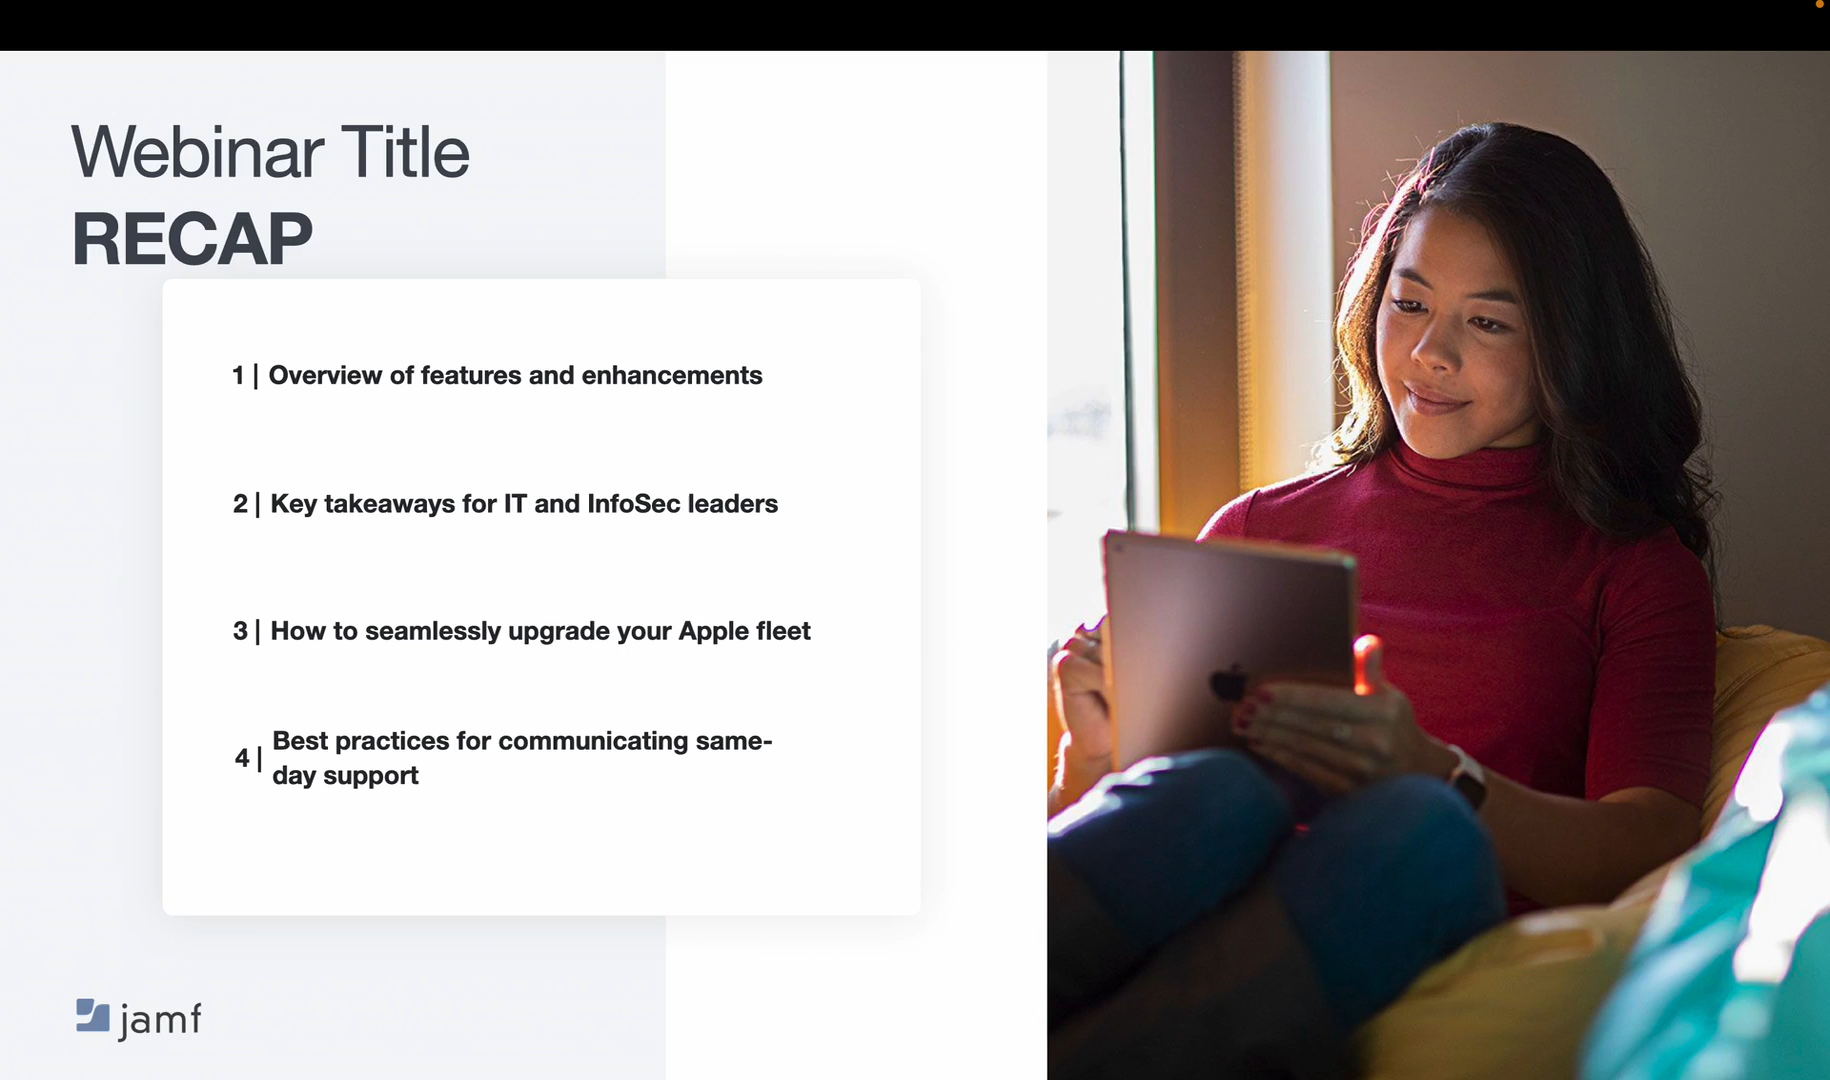 Webinar Title
RECAP
1 | Overview of features and enhancements
2 | Key takeaways for IT and InfoSec leaders
3 | How to seamlessly upgrade your Apple fleet
4 | Best practices for communicating same-
day support
jamf